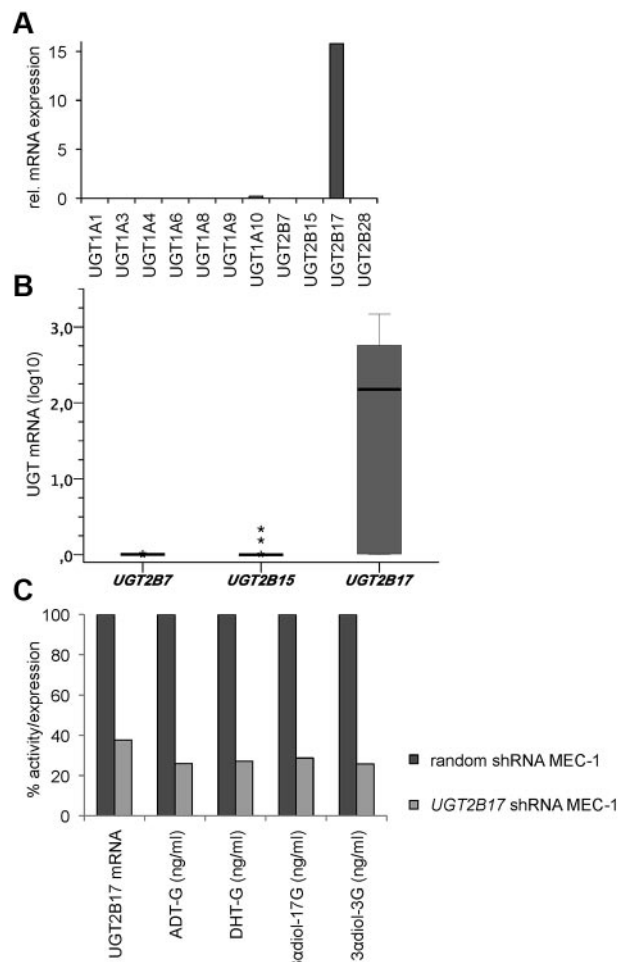 A
rel. mRNA expression
15
10
5
0
UGT1A1
UGT1A3
UGT1A4
UGT1A6
UGT1A8
UGT1A9
UGT1A10
UGT2B7
UGT2B15
UGT2B17
UGT2B28
B
UGT mRNA (log10)
3,0
2,0
1,0
,0
*
*
*
*
UGT2B7
UGT2B15
UGT2B17
C
% activity/expression
100
80
60
40
20
0
UGT2B17 mRNA
ADT-G (ng/ml)
DHT-G (ng/ml)
αdiol-17G (ng/ml)
3αdiol-3G (ng/ml)
random shRNA MEC-1
UGT2B17 shRNA MEC-1